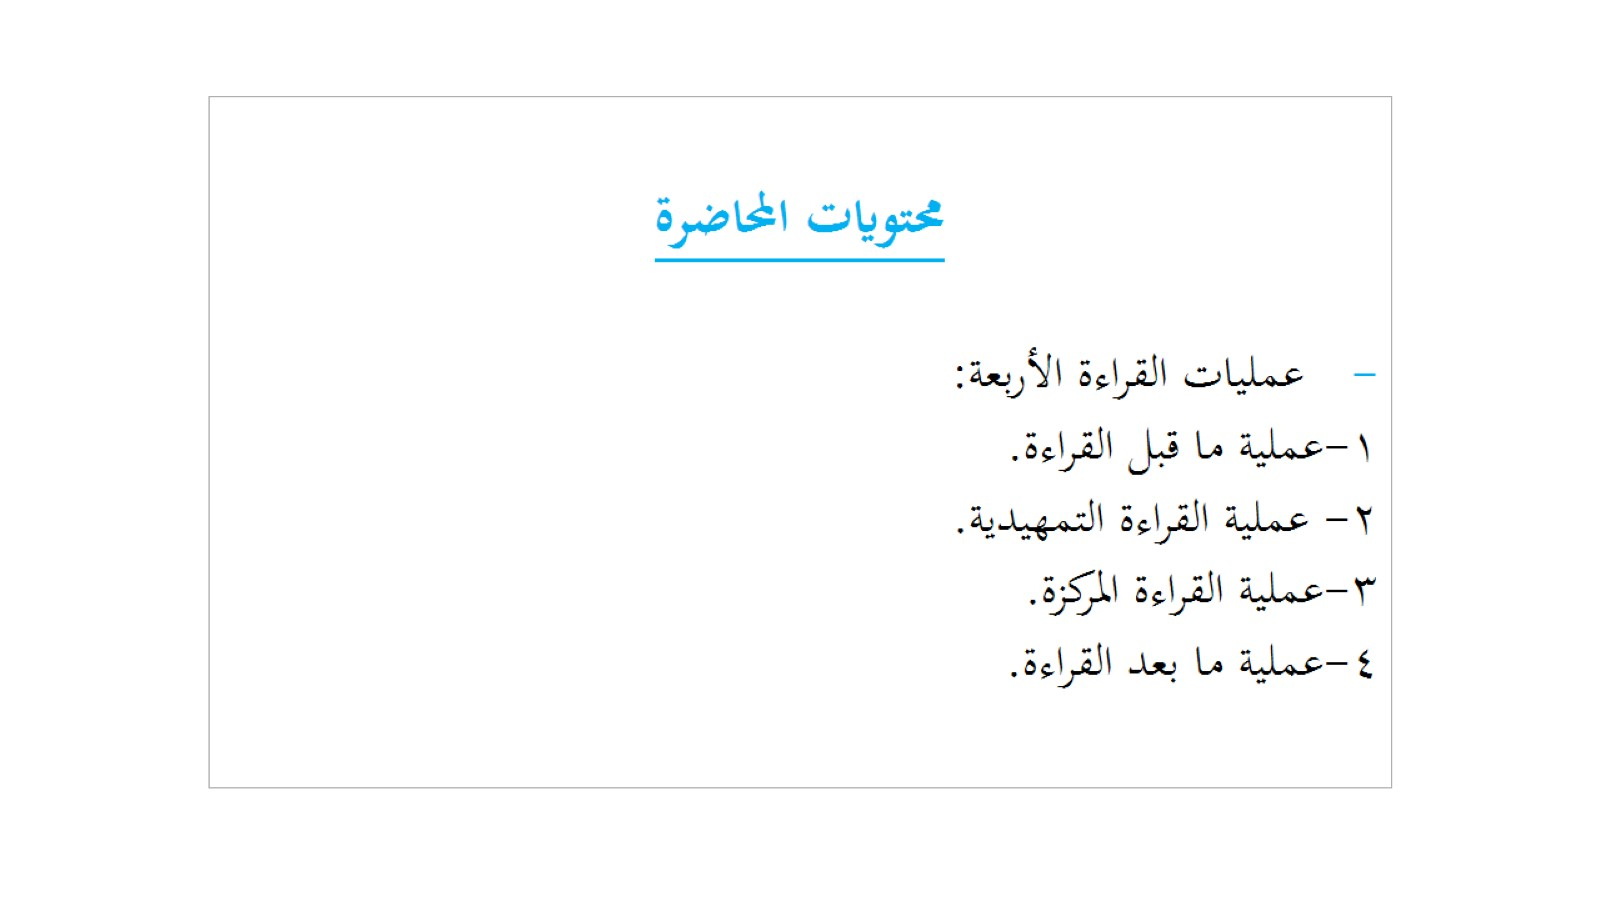 محتويات المحاضرة
- عمليات القراءة الأربعة:
١-عملية ما قبل القراءة.
٢- عملية القراءة التمهيدية.
٣-عملية القراءة المركزة.
٤-عملية ما بعد القراءة.